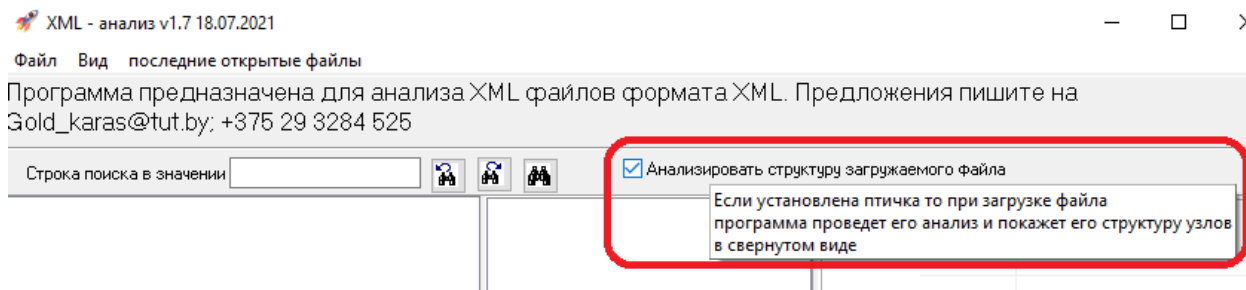 XML - анализ v1.7 18.07.2021
Файл Вид последние открытые файлы
Программа предназначена для анализа XML файлов формата XML. Предложения пишите на
Gold_karas@tut.by; +375 29 3284 525
Строка поиска в значении
Анализировать структуру загружаемого файла
Если установлена птичка то при загрузке файла
программа проведет его анализ и покажет его структуру узлов
в свернутом виде